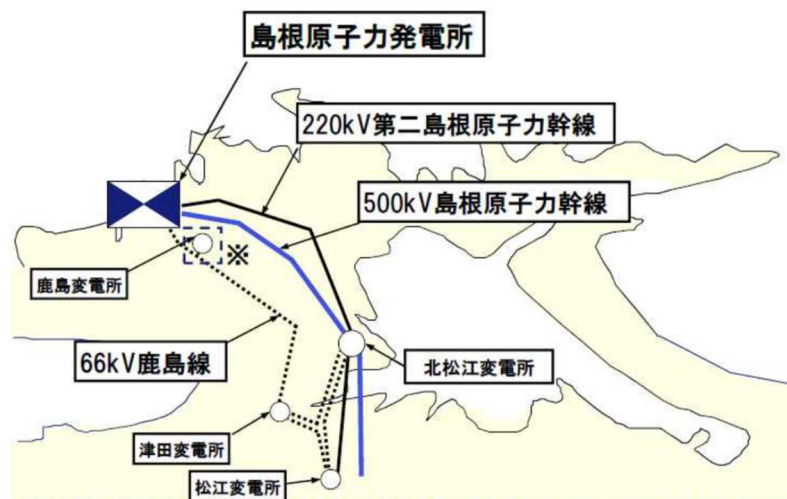 島根原子力発電所
220kV第二島根原子力幹線
500kV島根原子力幹線
※
鹿島変電所
66kV鹿島線
北松江変電所
津田変電所
松江変電所